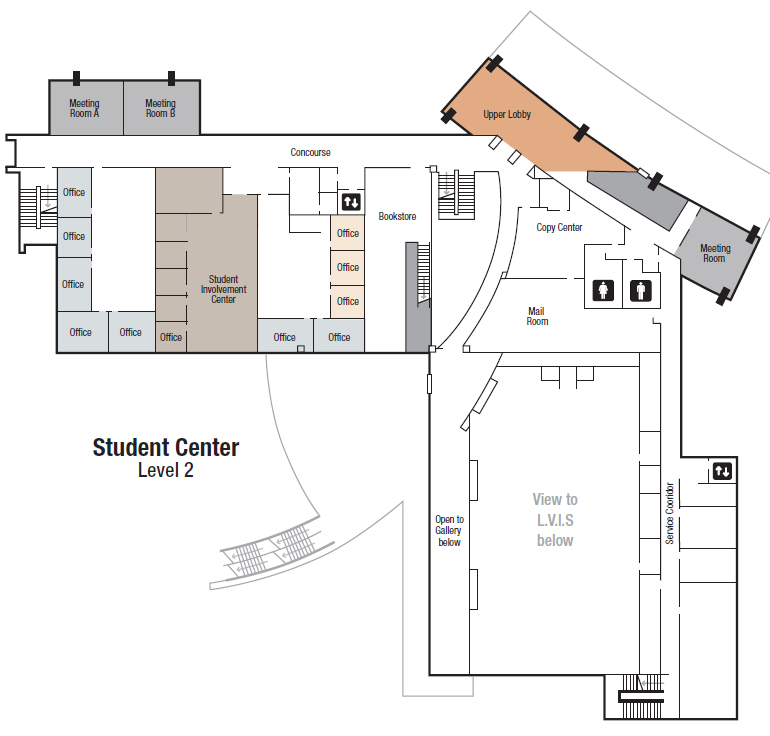 Meeting
Room A
Meeting
Room B
Upper Lobby
Concourse
Office
Office
Office
Office
Office
Office
Student
Involvement
Center
Office
Office
Office
Office
Office
Bookstore
Copy Center
Meeting
Room
Mail
Room
Student Center
Level 2
Open to
Gallery
below
View to
L.V.I.S
below
Service Cooridor